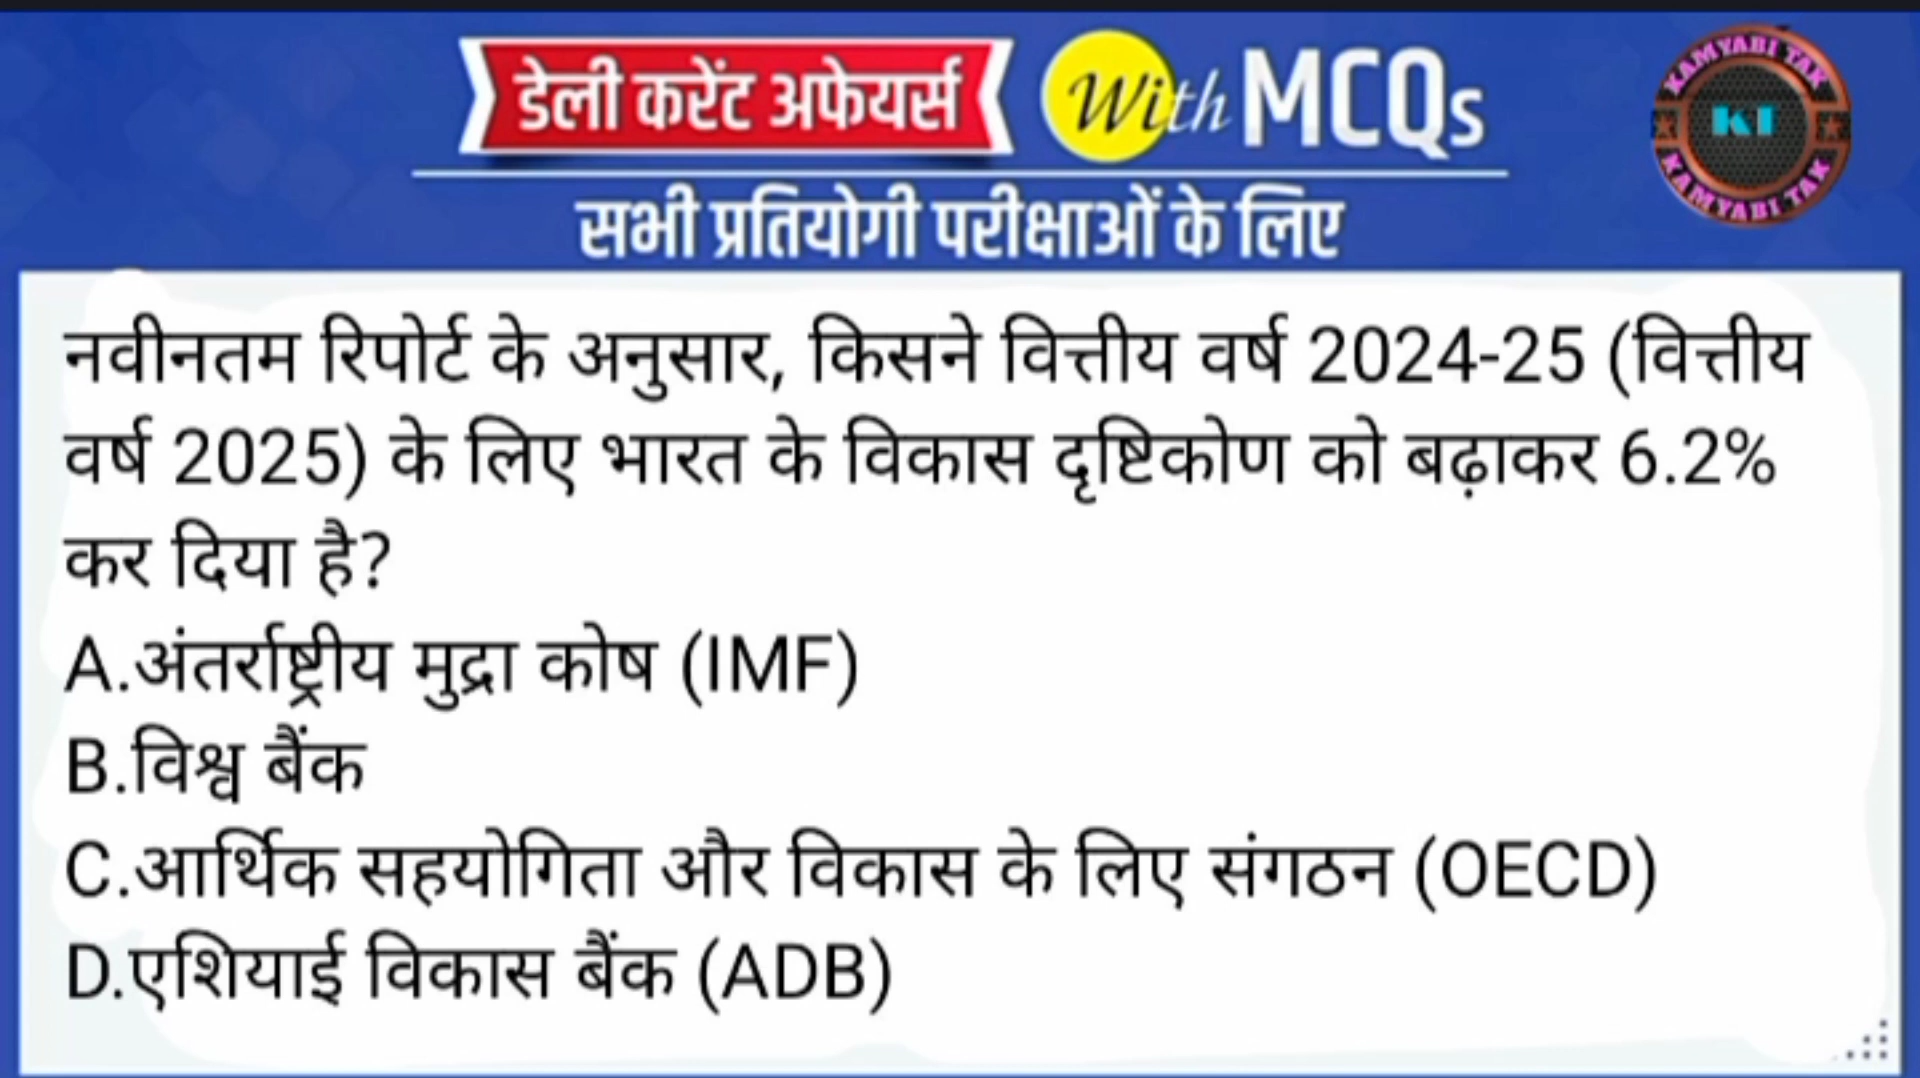 डेली करेंट अफेयर्स With MCQs
KAMYABI TAK
KI
KAMYABI TAK
सभी प्रतियोगी परीक्षाओं के लिए
नवीनतम रिपोर्ट के अनुसार, किसने वित्तीय वर्ष 2024-25 (वित्तीय
वर्ष 2025) के लिए भारत के विकास दृष्टिकोण को बढ़ाकर 6.2%
कर दिया है?
A.अंतर्राष्ट्रीय मुद्रा कोष (IMF)
B.विश्व बैंक
C.आर्थिक सहयोगिता और विकास के लिए संगठन (OECD)
D.एशियाई विकास बैंक (ADB)